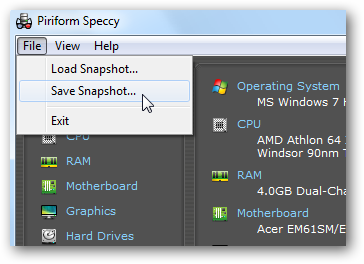 Piriform Speccy
File View Help
Load Snapshot...
Save Snapshot...
Exit
CPU
RAM
Motherboard
Graphics
Hard Drives
Operating System
MS Windows 7 H
CPU
AMD Athlon 64
Windsor 90nm T
RAM
4.0GB Dual-Cha
Motherboard
Acer EM61SM/E